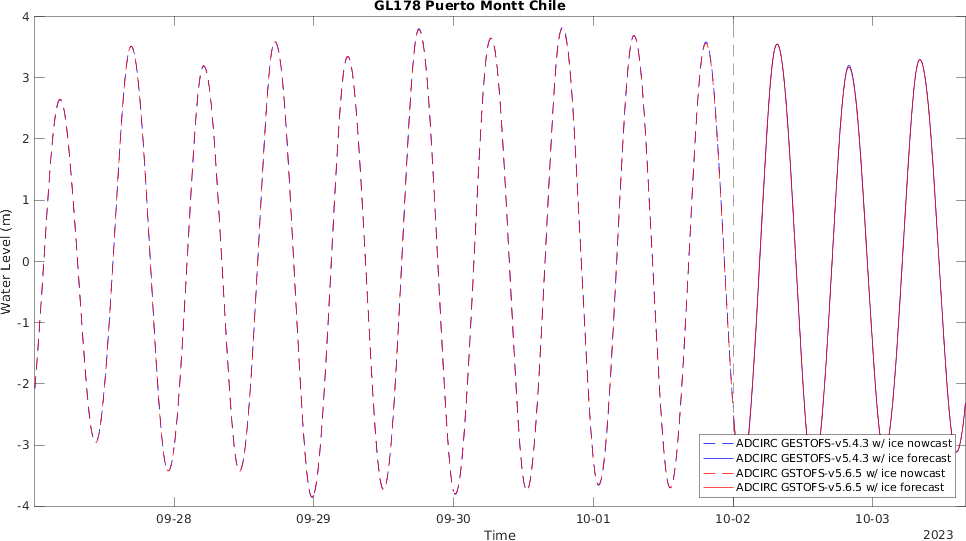 GL178 Puerto Montt Chile
4
3
2
1
0
-1
-2
-3
-4
Water Level (m)
09-28
09-29
09-30
10-01
10-02
10-03
Time
2023
ADCIRC GESTOFS-v5.4.3 w/ ice nowcast
ADCIRC GESTOFS-v5.4.3 w/ ice forecast
ADCIRC GSTOFS-v5.6.5 w/ ice nowcast
ADCIRC GSTOFS-v5.6.5 w/ ice forecast